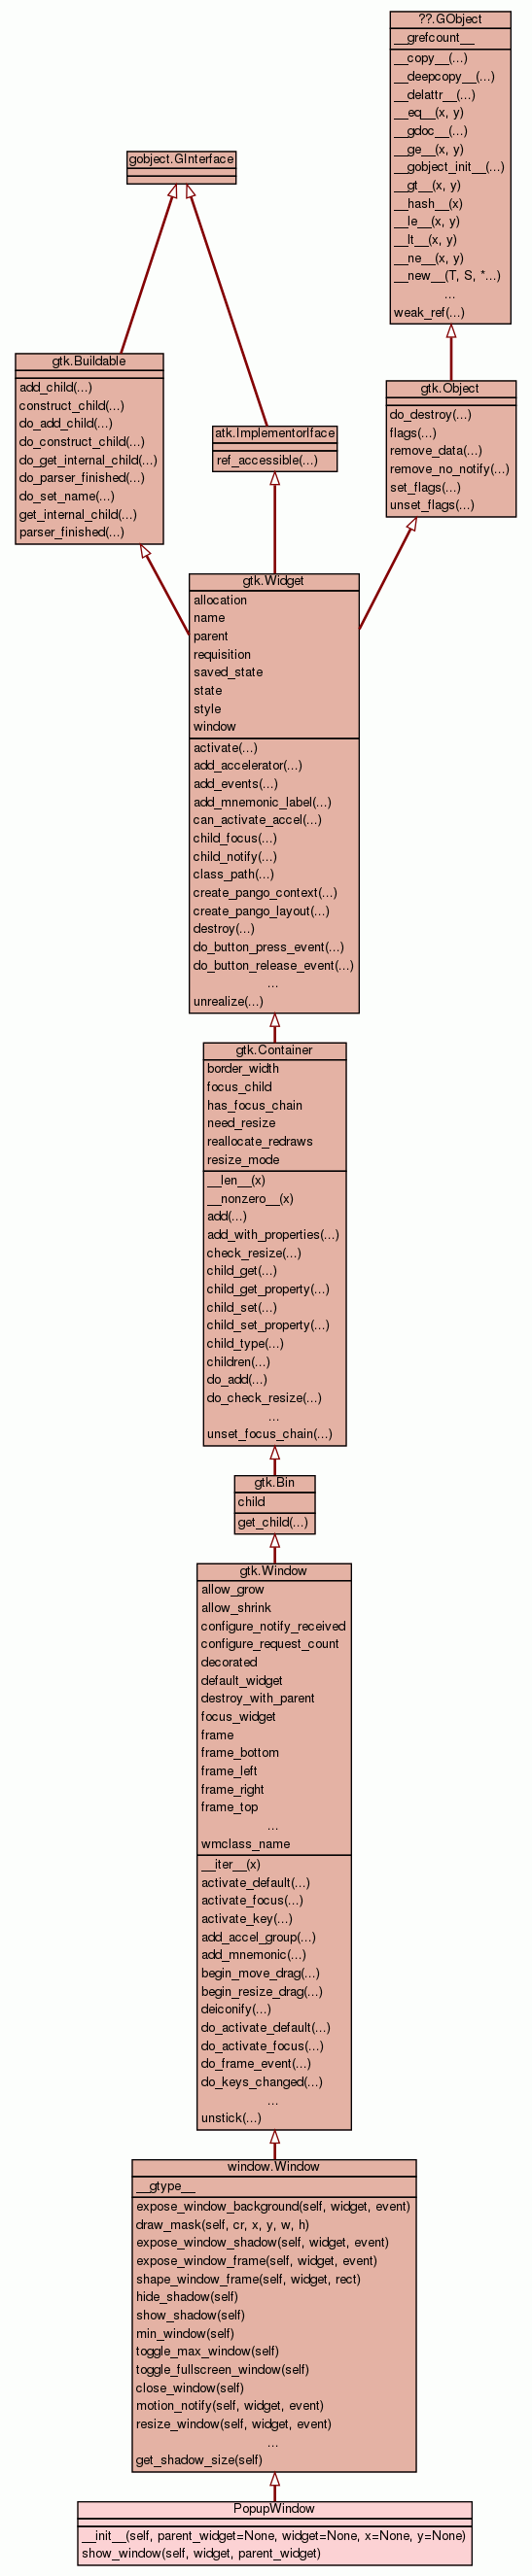 ??.GObject
__grefcount__
__copy__(...)
__deepcopy__(...)
__delattr__(...)
__eq__(x, y)
__gdoc__(...)
__ge__(x, y)
__gobject_init__(...)
__gt__(x, y)
__hash__(x)
__le__(x, y)
__lt__(x, y)
__ne__(x, y)
__new__(T, S, *...)
...
weak_ref(...)
gobject.GInterface
gtk.Buildable
add_child(...)
construct_child(...)
do_add_child(...)
do_construct_child(...)
do_get_internal_child(...)
do_parser_finished(...)
do_set_name(...)
get_internal_child(...)
parser_finished(...)
atk.ImplementorIface
ref_accessible(...)
gtk.Object
do_destroy(...)
flags(...)
remove_data(...)
remove_no_notify(...)
set_flags(...)
unset_flags(...)
gtk.Widget
allocation
name
parent
requisition
saved_state
state
style
window
activate(...)
add_accelerator(...)
add_events(...)
add_mnemonic_label(...)
can_activate_accel(...)
child_focus(...)
child_notify(...)
class_path(...)
create_pango_context(...)
create_pango_layout(...)
destroy(...)
do_button_press_event(...)
do_button_release_event(...)
...
unrealize(...)
gtk.Container
border_width
focus_child
has_focus_chain
need_resize
reallocate_redraws
resize_mode
__len__(x)
__nonzero__(x)
add(...)
add_with_properties(...)
check_resize(...)
child_get(...)
child_get_property(...)
child_set(...)
child_set_property(...)
child_type(...)
children(...)
do_add(...)
do_check_resize(...)
...
unset_focus_chain(...)
gtk.Bin
child
get_child(...)
gtk.Window
allow_grow
allow_shrink
configure_notify_received
configure_request_count
decorated
default_widget
destroy_with_parent
focus_widget
frame
frame_bottom
frame_left
frame_right
frame_top
...
wmclass_name
__iter__(x)
activate_default(...)
activate_focus(...)
activate_key(...)
add_accel_group(...)
add_mnemonic(...)
begin_move_drag(...)
begin_resize_drag(...)
deiconify(...)
do_activate_default(...)
do_activate_focus(...)
do_frame_event(...)
do_keys_changed(...)
...
unstick(...)
window.Window
__gtype__
expose_window_background(self, widget, event)
draw_mask(self, cr, x, y, w, h)
expose_window_shadow(self, widget, event)
expose_window_frame(self, widget, event)
shape_window_frame(self, widget, rect)
hide_shadow(self)
show_shadow(self)
min_window(self)
toggle_max_window(self)
toggle_fullscreen_window(self)
close_window(self)
motion_notify(self, widget, event)
resize_window(self, widget, event)
...
get_shadow_size(self)
PopupWindow
__init__(self, parent_widget=None, widget=None, x=None, y=None)
show_window(self, widget, parent_widget)